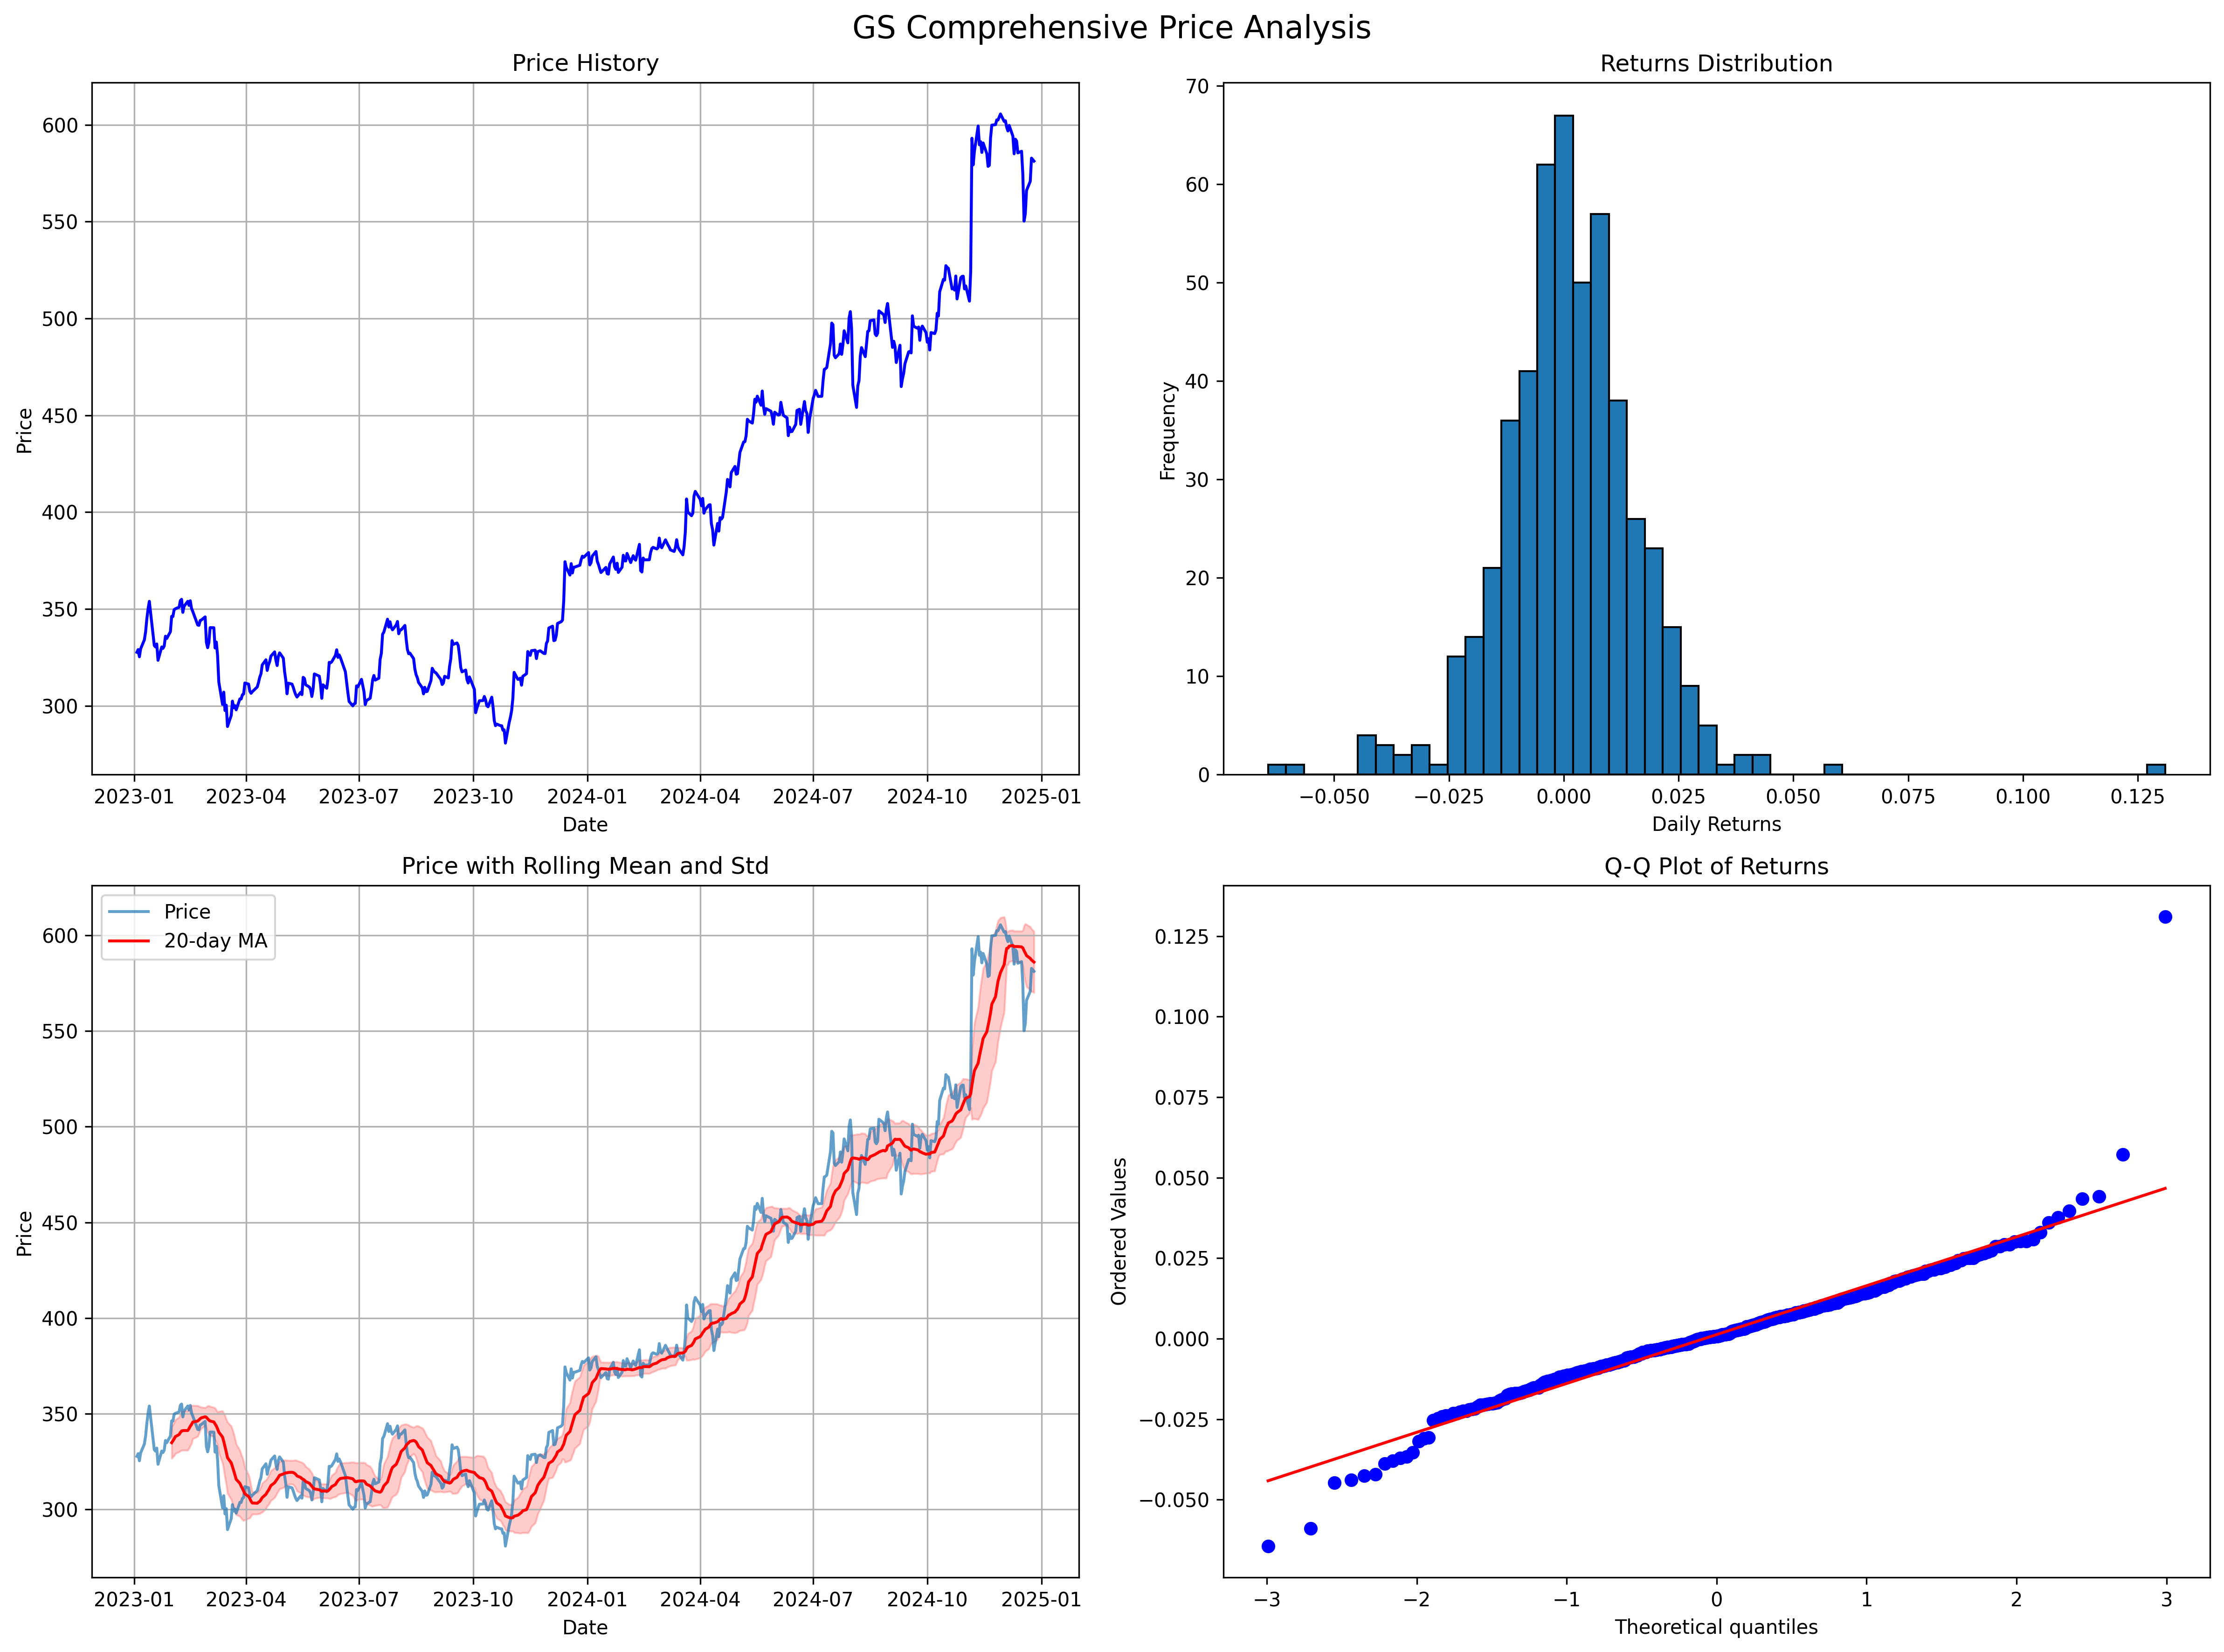 GS Comprehensive Price Analysis
Price History
600
550
500
450
400
350
300
Price
2023-01 2023-04 2023-07 2023-10 2024-01 2024-04 2024-07 2024-10 2025-01
Date
Returns Distribution
70
60
50
40
30
20
10
0
Frequency
−0.050 −0.025 0.000 0.025 0.050 0.075 0.100 0.125
Daily Returns
Price with Rolling Mean and Std
Price
20-day MA
600
550
500
450
400
350
300
Price
2023-01 2023-04 2023-07 2023-10 2024-01 2024-04 2024-07 2024-10 2025-01
Date
Q-Q Plot of Returns
0.125
0.100
0.075
0.050
0.025
0.000
−0.025
−0.050
Ordered Values
−3 −2 −1 0 1 2 3
Theoretical quantiles